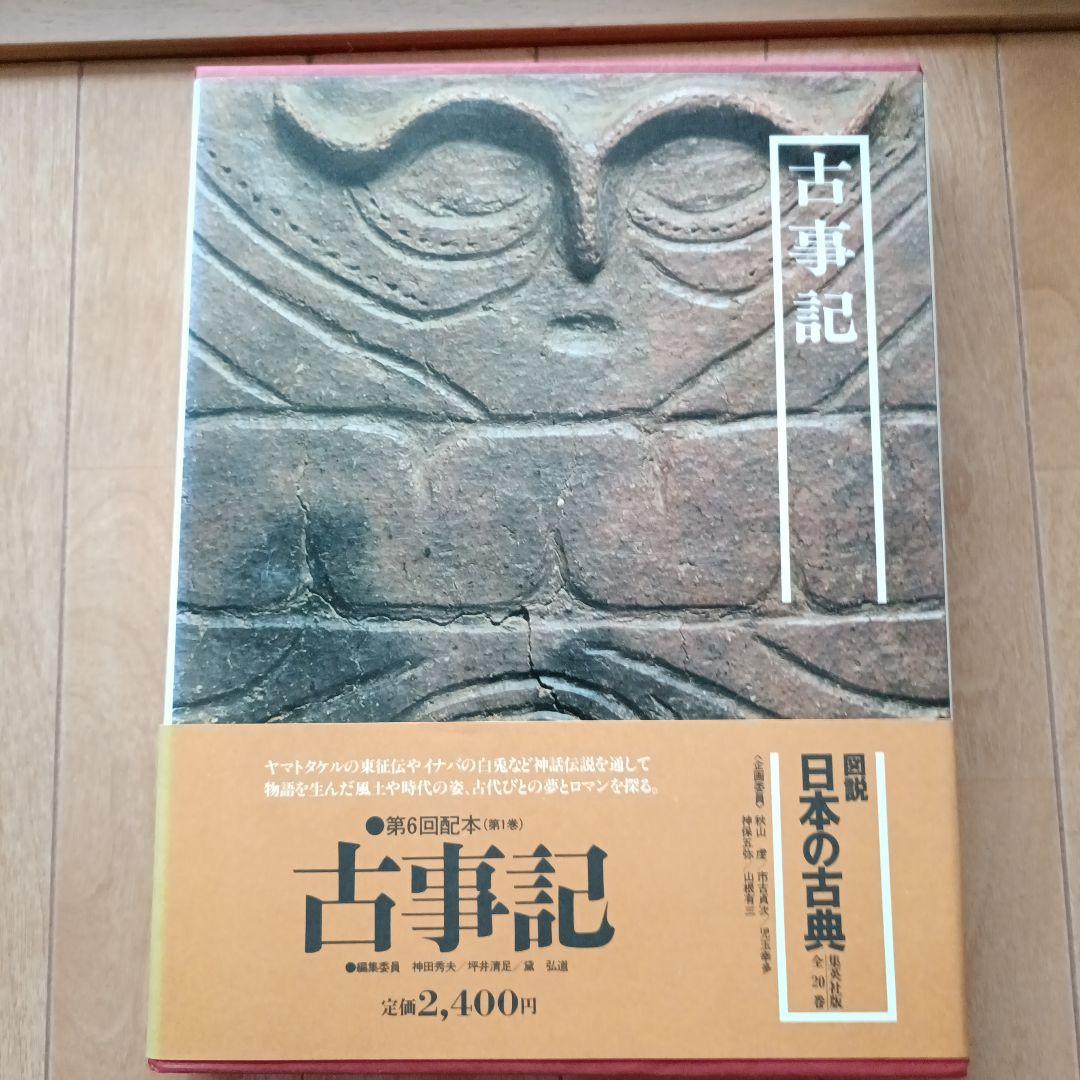 古事記
ヤマトタケルの東征伝やイナバの白兎など神話伝説を通して
物語を生んだ風土や時代の姿、古代びとの夢とロマンを探る。
●第6回配本(第1巻)
古事記
●編集委員 神田秀夫/坪井清足/黛 弘道
定価2,400円
図説
日本の古典
集英社版
全20巻
〈企画委員〉秋山 虔/市古貞次/児玉幸多
神保五弥/山根有三